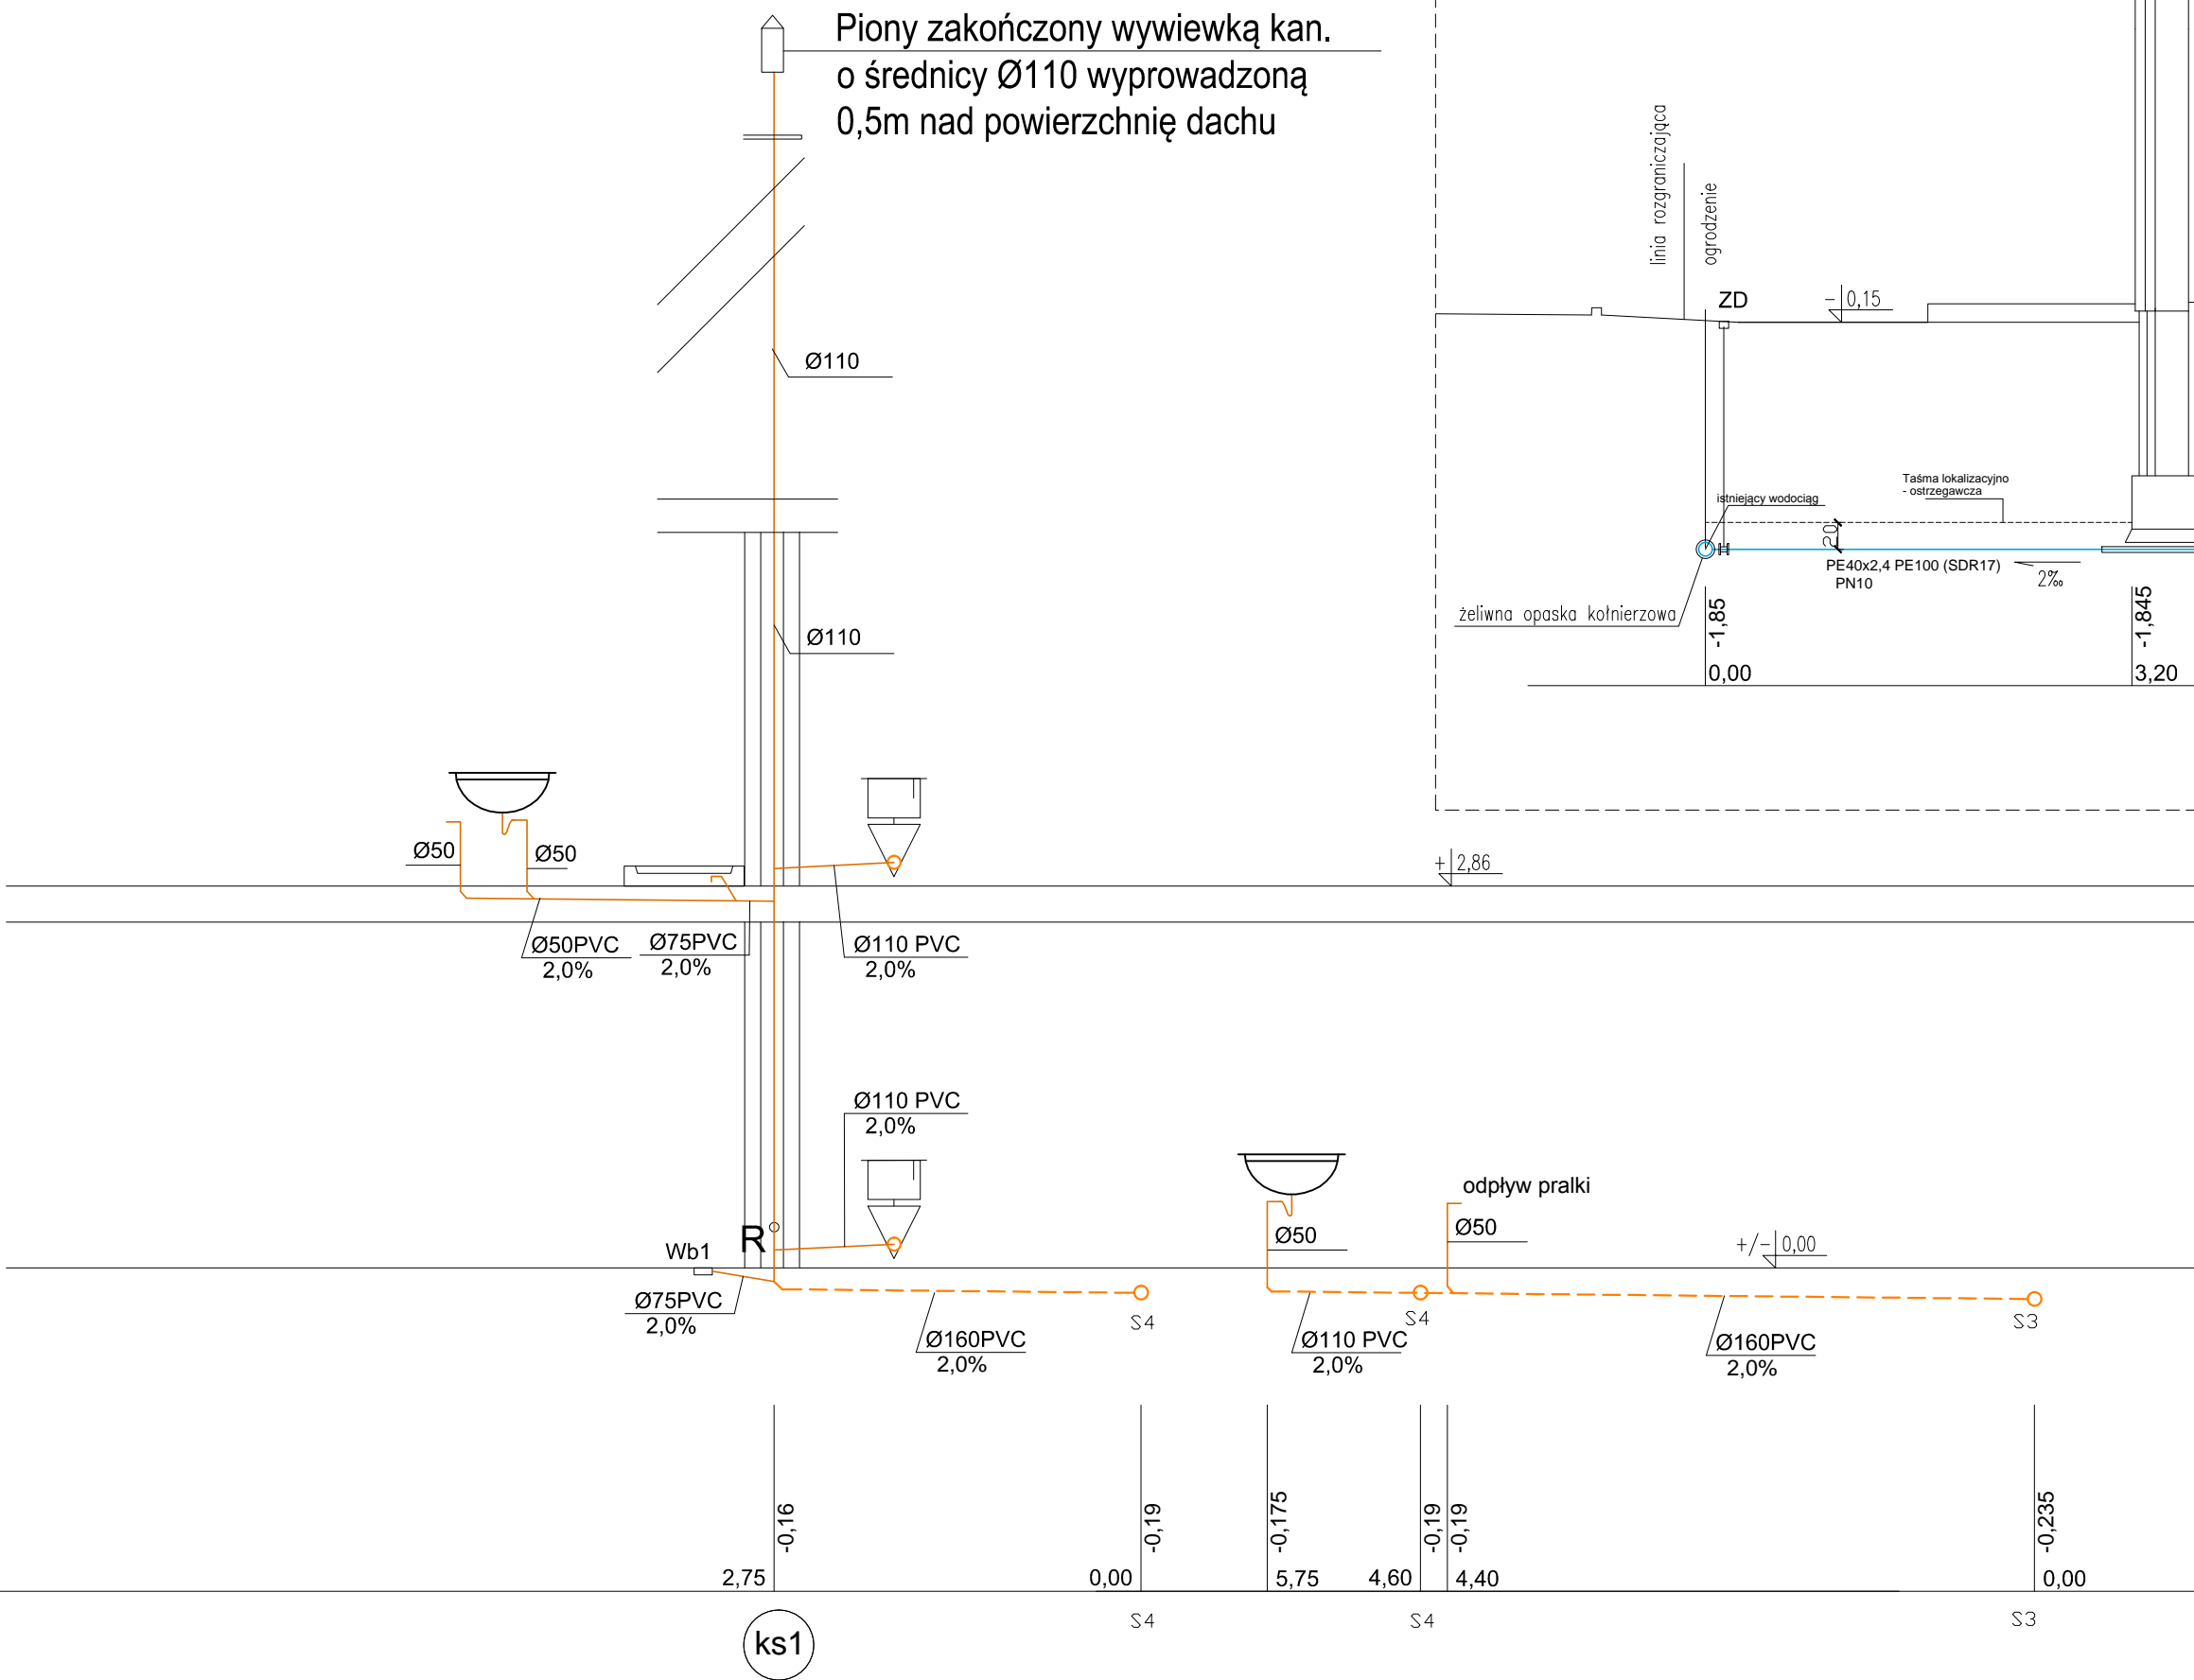 Piony zakończony wywiewką kan.
o średnicy Ø110 wyprowadzoną
0,5m nad powierzchnię dachu
linia rozgraniczająca
ogrodzenie
ZD
- 0,15
Ø110
istniejący wodociąg
Taśma lokalizacyjno
- ostrzegawcza
20
PE40x2,4 PE100 (SDR17)
PN10
2‰
żeliwna opaska kołnierzowa
-1,85
-1,845
0,00
3,20
Ø110
Ø50
Ø50
+ 2,86
Ø50PVC
2,0%
Ø75PVC
2,0%
Ø110 PVC
2,0%
Ø110 PVC
2,0%
odpływ pralki
Ø50
Ø50
R
Wb1
+/- 0,00
Ø75PVC
2,0%
S4
S4
S3
Ø160PVC
2,0%
Ø110 PVC
2,0%
Ø160PVC
2,0%
-0,16
-0,19
-0,175
-0,19
-0,19
-0,235
2,75
0,00
5,75
4,60
4,40
0,00
S4
S4
S3
ks1